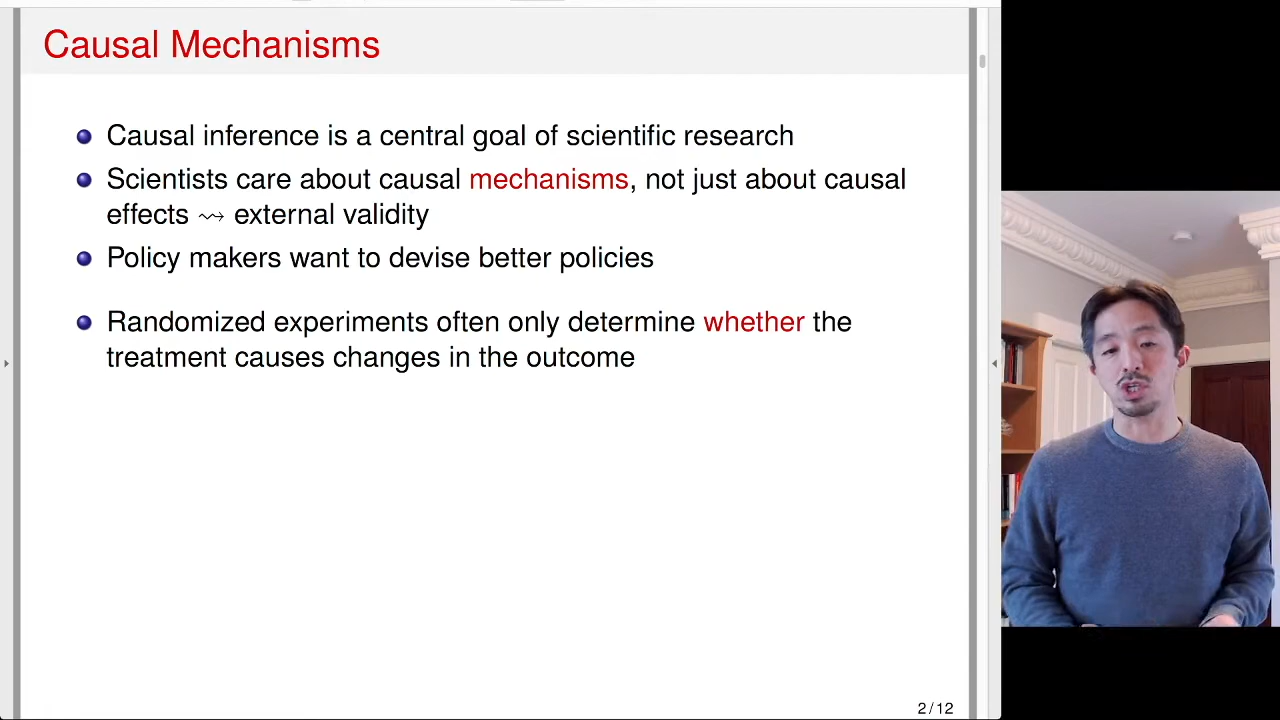 Causal Mechanisms
Causal inference is a central goal of scientific research
Scientists care about causal mechanisms, not just about causal
effects ⇝ external validity
Policy makers want to devise better policies
Randomized experiments often only determine whether the
treatment causes changes in the outcome
2 / 12